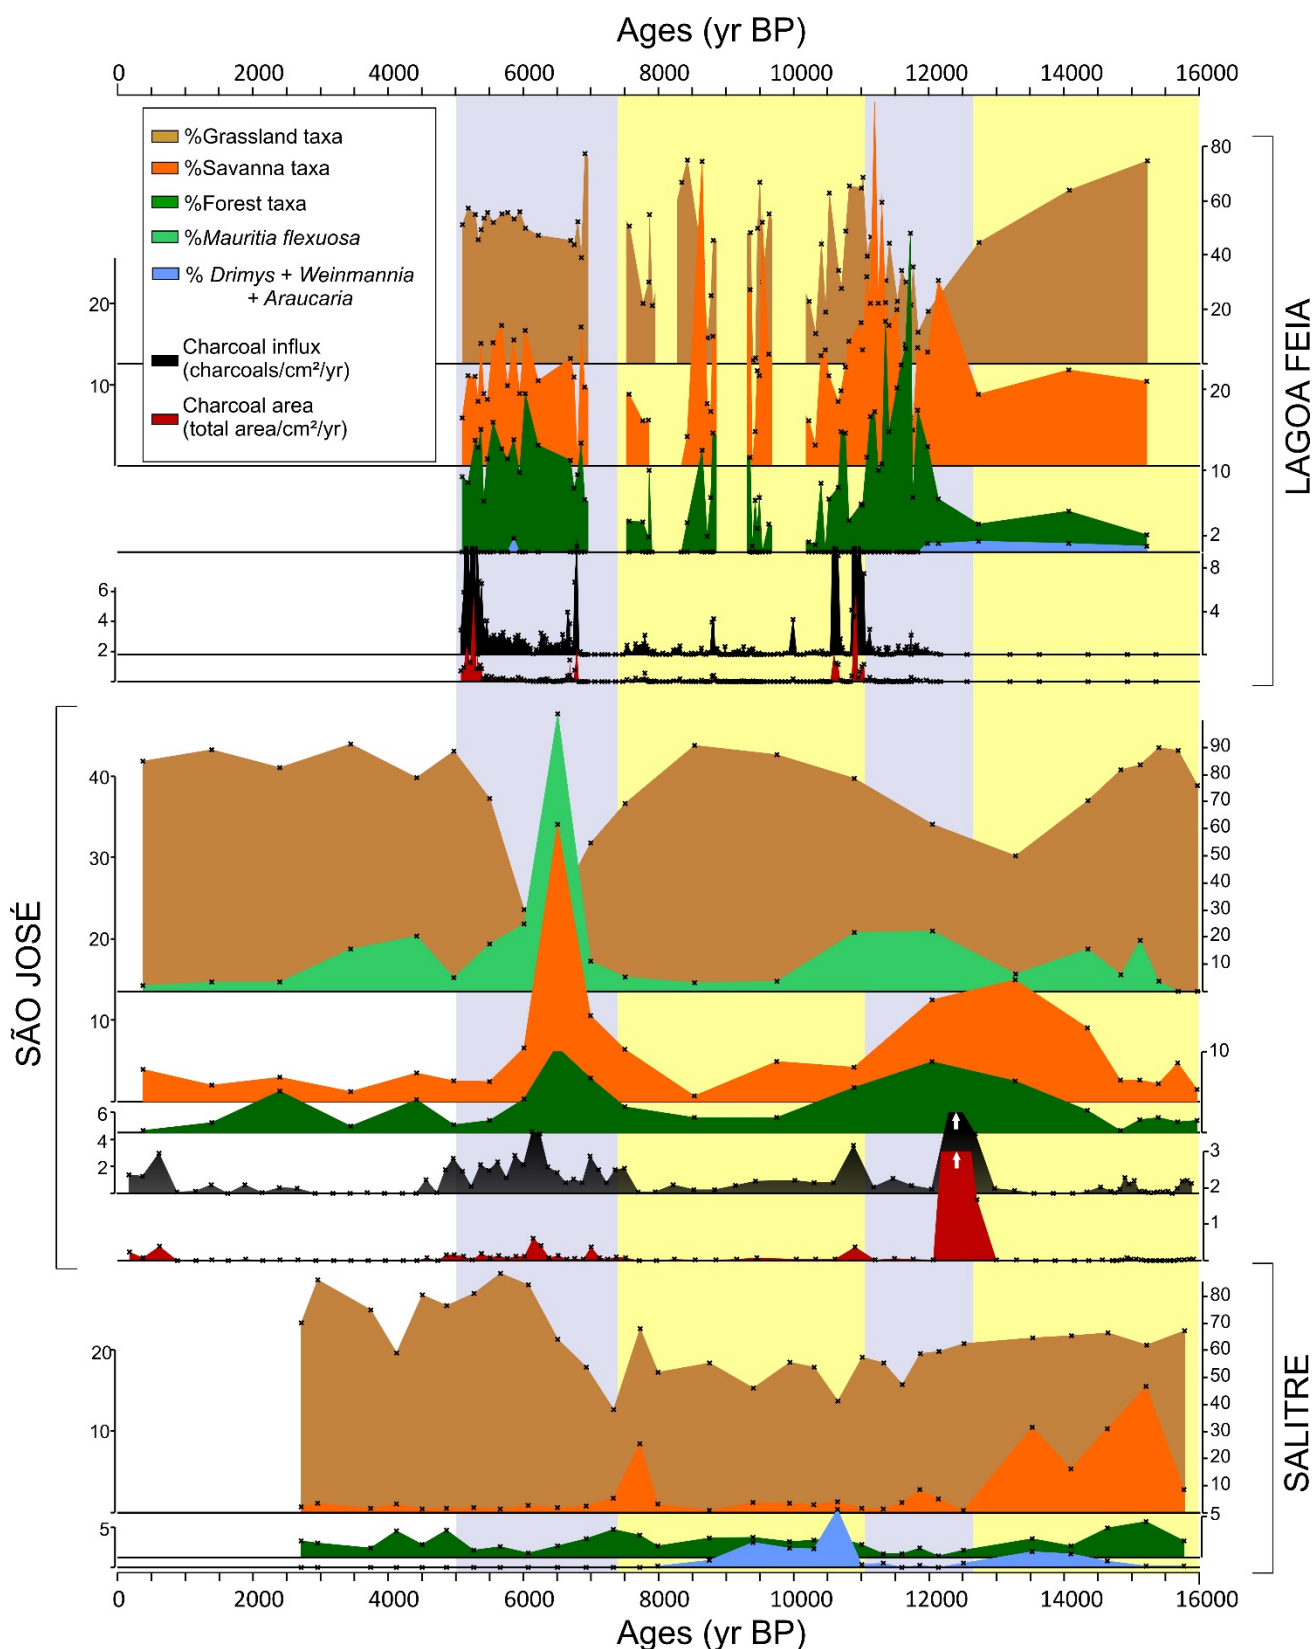 Ages (yr BP)
0 2000 4000 6000 8000 10000 12000 14000 16000
%Grassland taxa
%Savanna taxa
%Forest taxa
%Mauritia flexuosa
% Drimys + Weinmannia
+ Araucaria
Charcoal influx
(charcoals/cm²/yr)
Charcoal area
(total area/cm²/yr)
80
60
40
20
20
20
10
10
2
8
6
4
4
2
LAGOA FEIA
90
80
70
60
50
40
30
20
10
40
30
20
10
10
6
4
2
3
2
1
SÃO JOSÉ
80
70
60
50
40
30
20
10
5
20
10
5
5
SALITRE
0 2000 4000 6000 8000 10000 12000 14000 16000
Ages (yr BP)